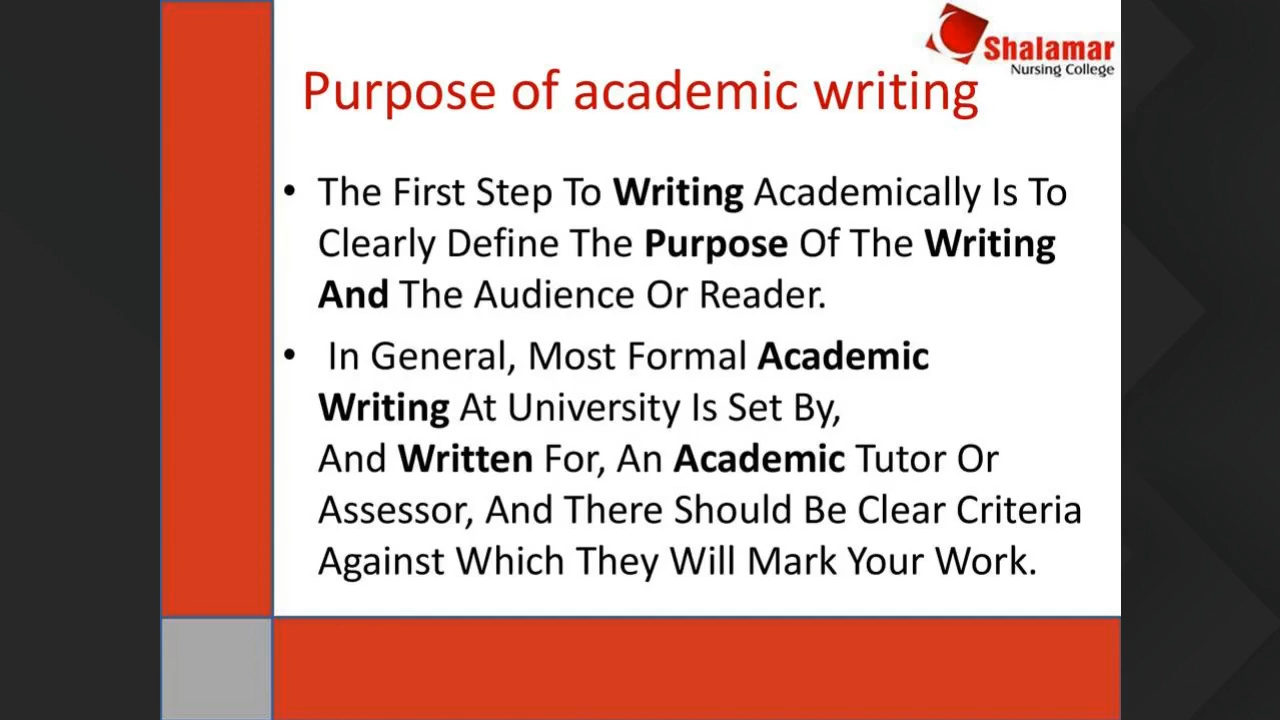 Shalamar
Nursing College
Purpose of academic writing
• The First Step To Writing Academically Is To
Clearly Define The Purpose Of The Writing
And The Audience Or Reader.
• In General, Most Formal Academic
Writing At University Is Set By,
And Written For, An Academic Tutor Or
Assessor, And There Should Be Clear Criteria
Against Which They Will Mark Your Work.